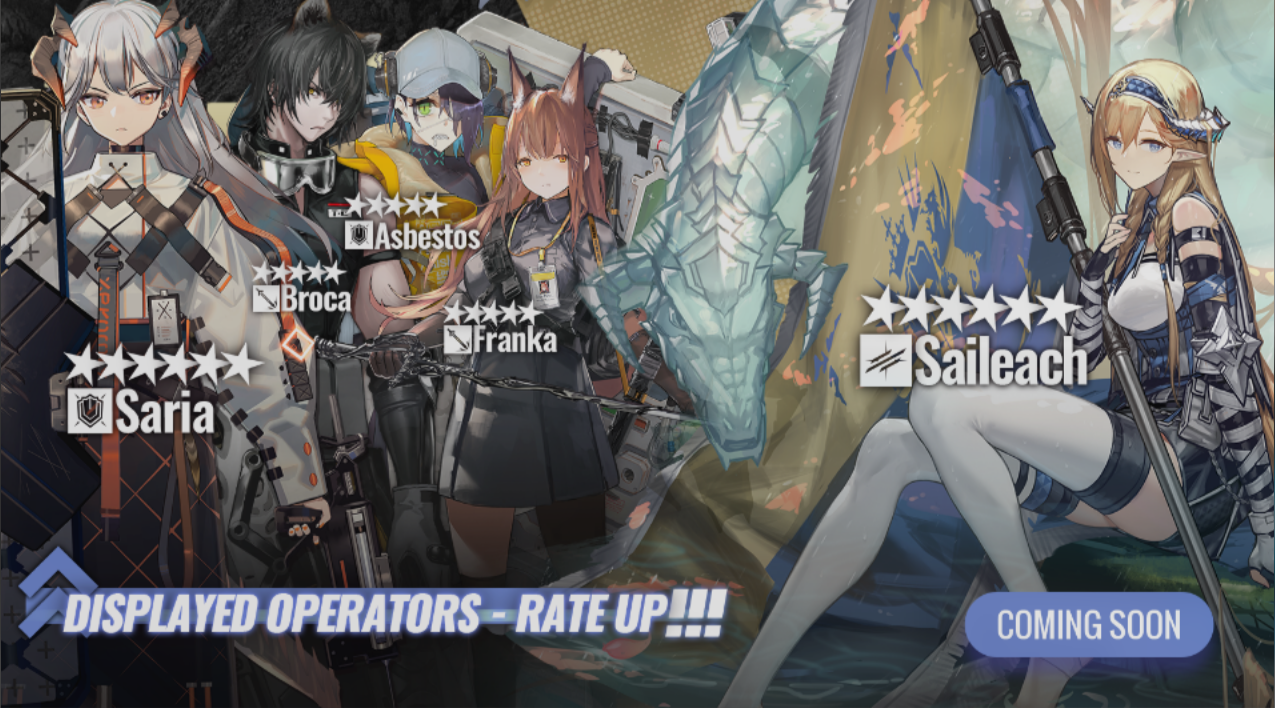 Asbestos
Broca
Franka
Saria
Saileach
DISPLAYED OPERATORS - RATE UP!!!
COMING SOON